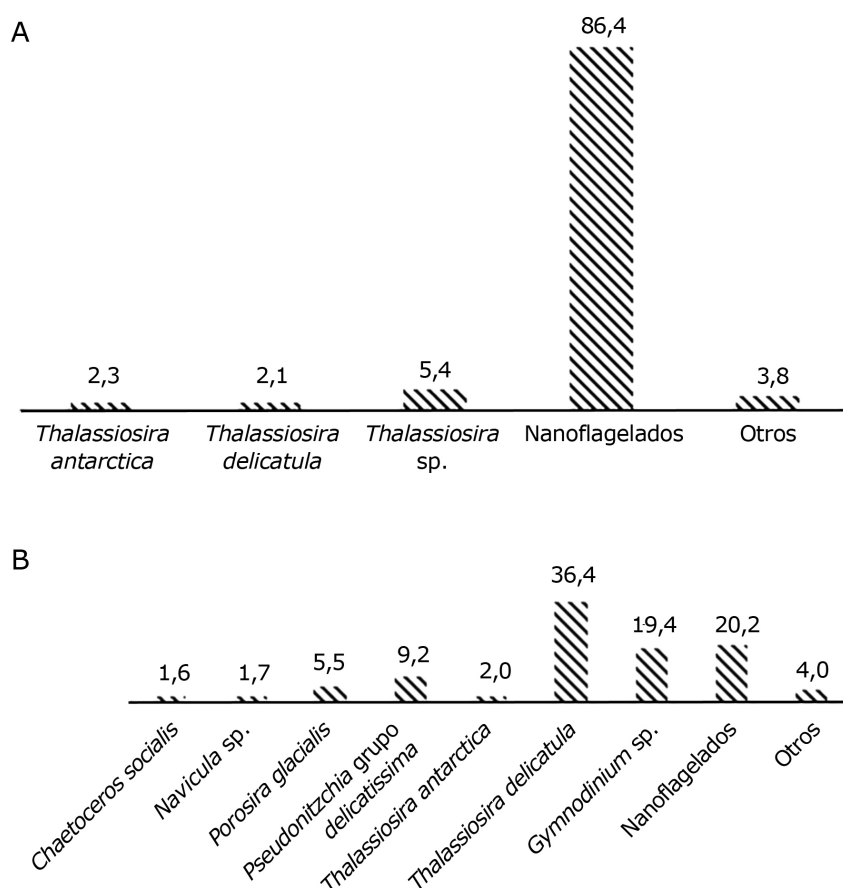 A
86,4
2,3
2,1
5,4
3,8
Thalassiosira
antarctica
Thalassiosira
delicatula
Thalassiosira
sp.
Nanoflagelados
Otros
B
1,6
1,7
5,5
9,2
2,0
36,4
19,4
20,2
4,0
Chaetoceros socialis
Navicula sp.
Porosira glacialis
Pseudonitzchia grupo
delicatissima
Thalassiosira antarctica
Thalassiosira delicatula
Gymnodinium sp.
Nanoflagelados
Otros